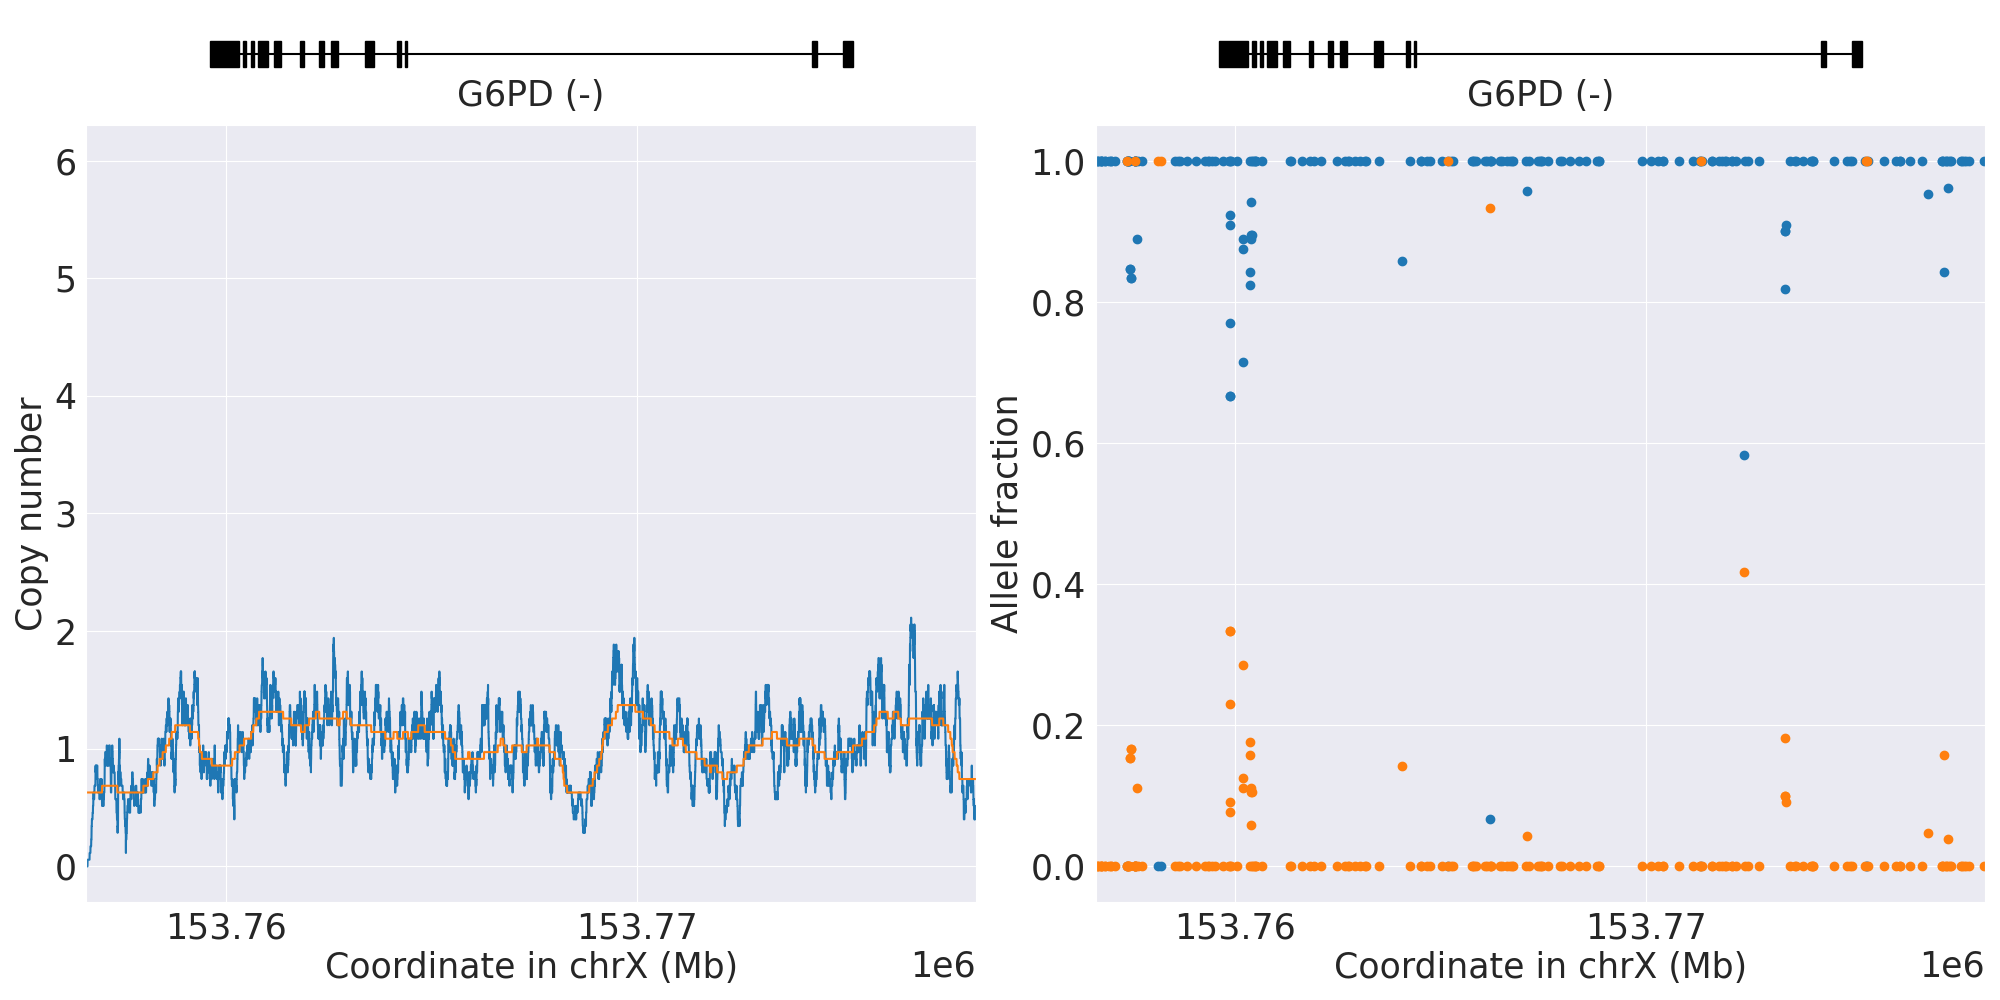 G6PD (-)
G6PD (-)
Copy number
6
5
4
3
2
1
0
153.76
153.77
Coordinate in chrX (Mb)
1e6
Allele fraction
1.0
0.8
0.6
0.4
0.2
0.0
153.76
153.77
Coordinate in chrX (Mb)
1e6